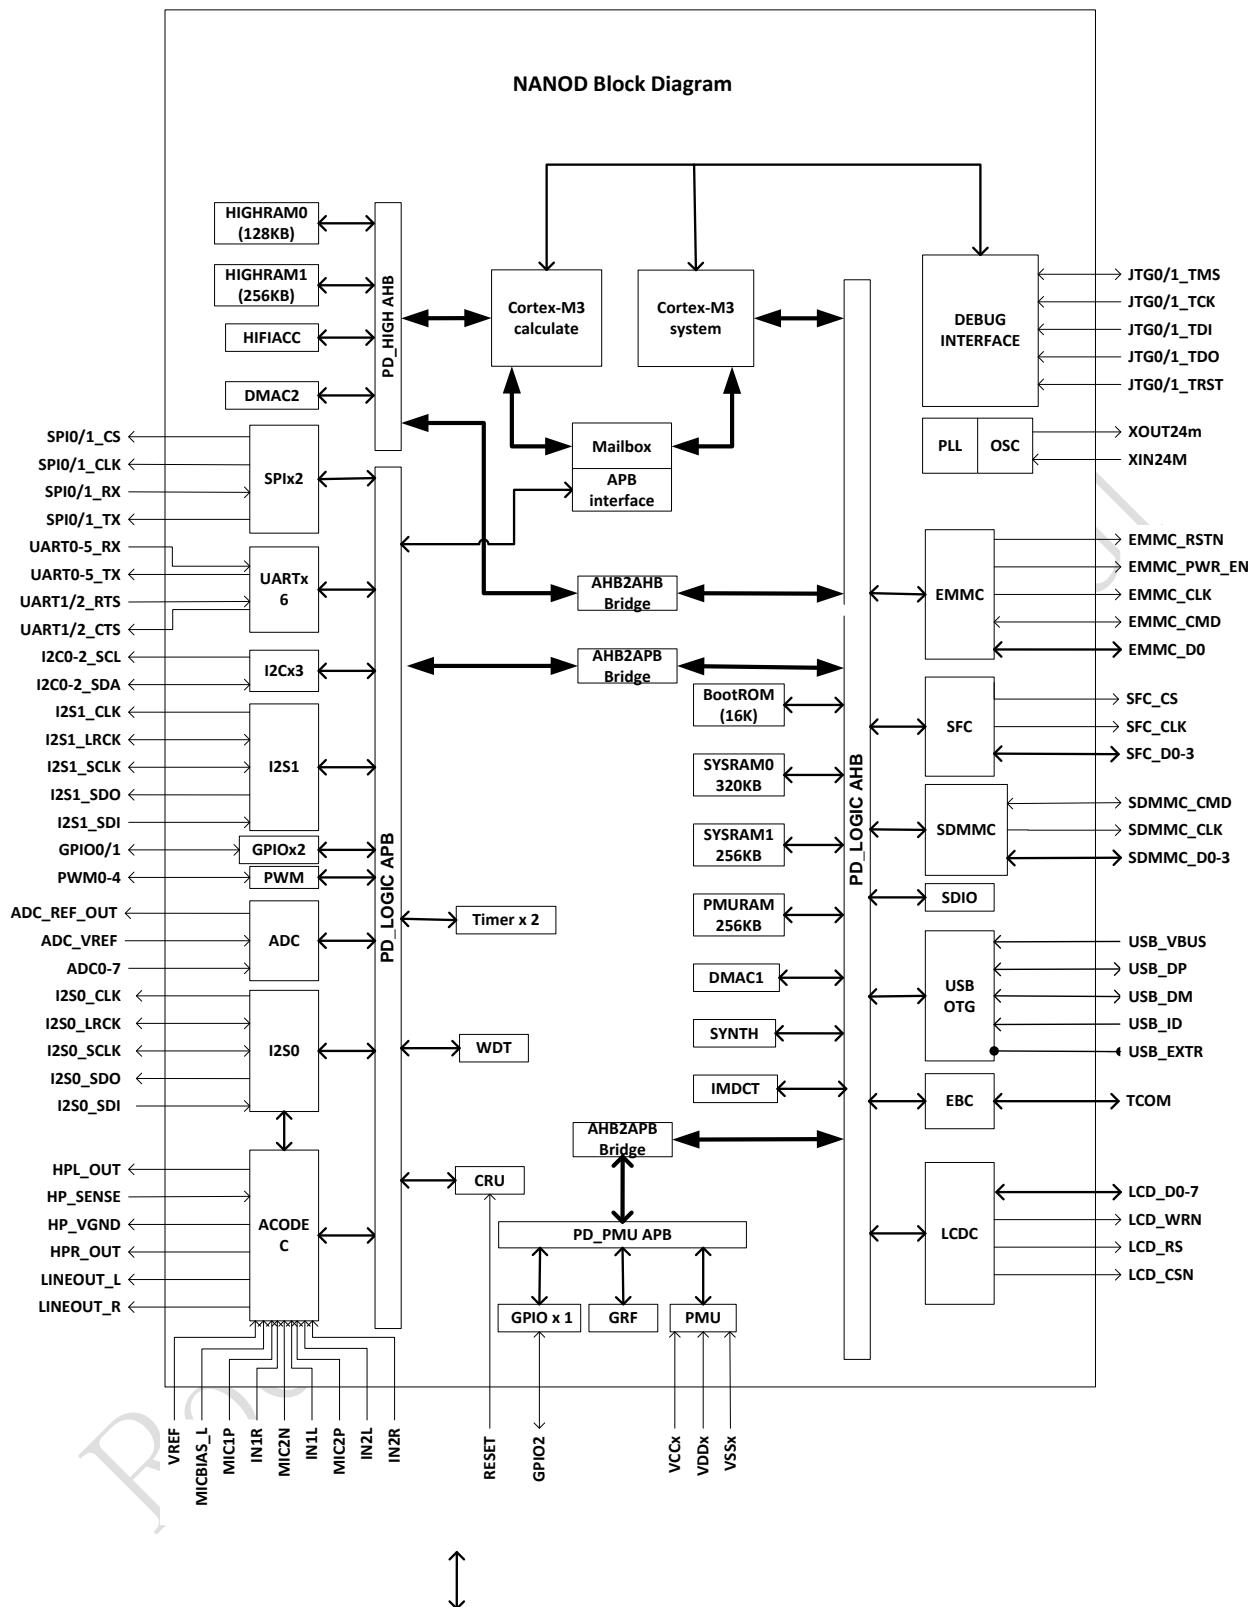 NANOD Block Diagram
HIGHRAM0
(128KB)
HIGHRAM1
(256KB)
HIFIACC
DMAC2
PD_HIGH AHB
Cortex-M3
calculate
Cortex-M3
system
DEBUG
INTERFACE
JTG0/1_TMS
JTG0/1_TCK
JTG0/1_TDI
JTG0/1_TDO
JTG0/1_TRST
PLL
OSC
XOUT24m
XIN24M
Mailbox
APB
interface
SPI0/1_CS
SPI0/1_CLK
SPI0/1_RX
SPI0/1_TX
SPIx2
UART0-5_RX
UART0-5_TX
UART1/2_RTS
UART1/2_CTS
UARTx
6
I2C0-2_SCL
I2C0-2_SDA
I2Cx3
I2S1_CLK
I2S1_LRCK
I2S1_SCLK
I2S1_SDO
I2S1_SDI
I2S1
GPIO0/1
GPIOx2
PWM0-4
PWM
ADC_REF_OUT
ADC_VREF
ADC0-7
ADC
I2S0_CLK
I2S0_LRCK
I2S0_SCLK
I2S0_SDO
I2S0_SDI
I2S0
HPL_OUT
HP_SENSE
HP_VGND
HPR_OUT
LINEOUT_L
LINEOUT_R
ACODE
C
PD_LOGIC APB
AHB2AHB
Bridge
AHB2APB
Bridge
BootROM
(16K)
SYSRAM0
320KB
SYSRAM1
256KB
PMURAM
256KB
DMAC1
SYNTH
IMDCT
Timer x 2
WDT
CRU
AHB2APB
Bridge
PD_PMU APB
GPIO x 1
GRF
PMU
PD_LOGIC AHB
EMMC
EMMC_RSTN
EMMC_PWR_EN
EMMC_CLK
EMMC_CMD
EMMC_D0
SFC
SFC_CS
SFC_CLK
SFC_D0-3
SDMMC
SDMMC_CMD
SDMMC_CLK
SDMMC_D0-3
SDIO
USB
OTG
USB_VBUS
USB_DP
USB_DM
USB_ID
USB_EXTR
EBC
TCOM
LCDC
LCD_D0-7
LCD_WRN
LCD_RS
LCD_CSN
VREF
MICBIAS_L
MIC1P
IN1R
MIC2N
IN1L
MIC2P
IN2L
IN2R
RESET
GPIO2
VCCx
VDDx
VSSx